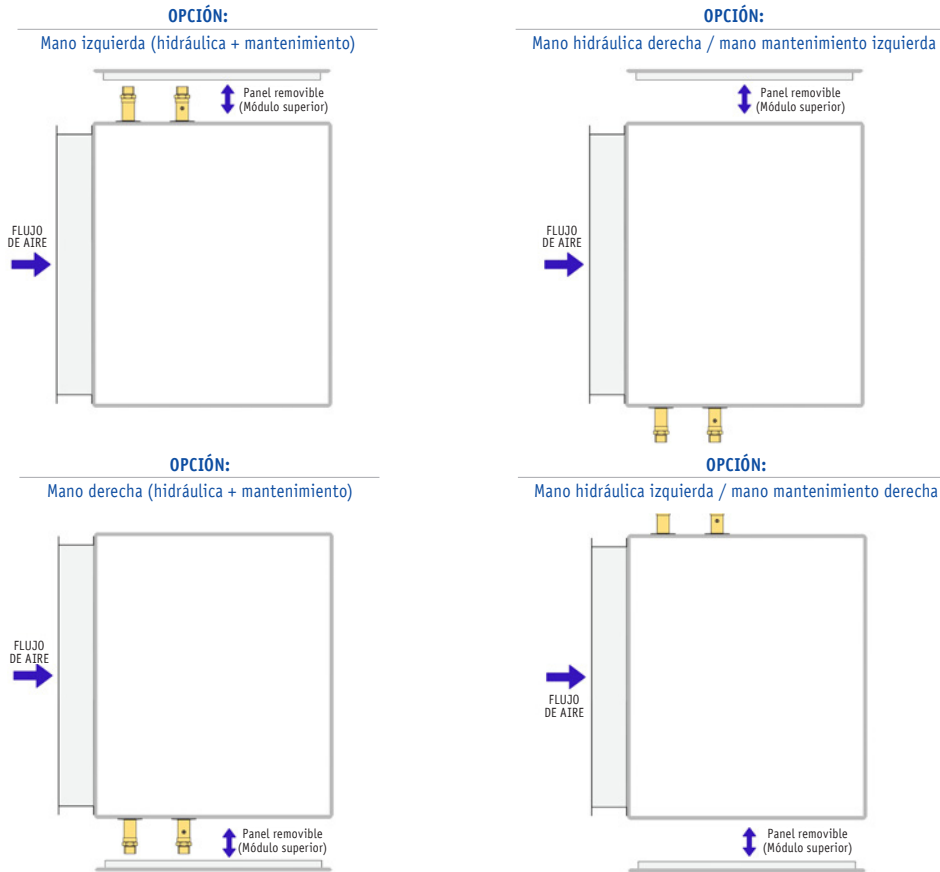 OPCIÓN:
Mano izquierda (hidráulica + mantenimiento)
Panel removible
(Módulo superior)
FLUJO
DE AIRE
OPCIÓN:
Mano hidráulica derecha / mano mantenimiento izquierda
Panel removible
(Módulo superior)
FLUJO
DE AIRE
OPCIÓN:
Mano derecha (hidráulica + mantenimiento)
FLUJO
DE AIRE
Panel removible
(Módulo superior)
OPCIÓN:
Mano hidráulica izquierda / mano mantenimiento derecha
FLUJO
DE AIRE
Panel removible
(Módulo superior)